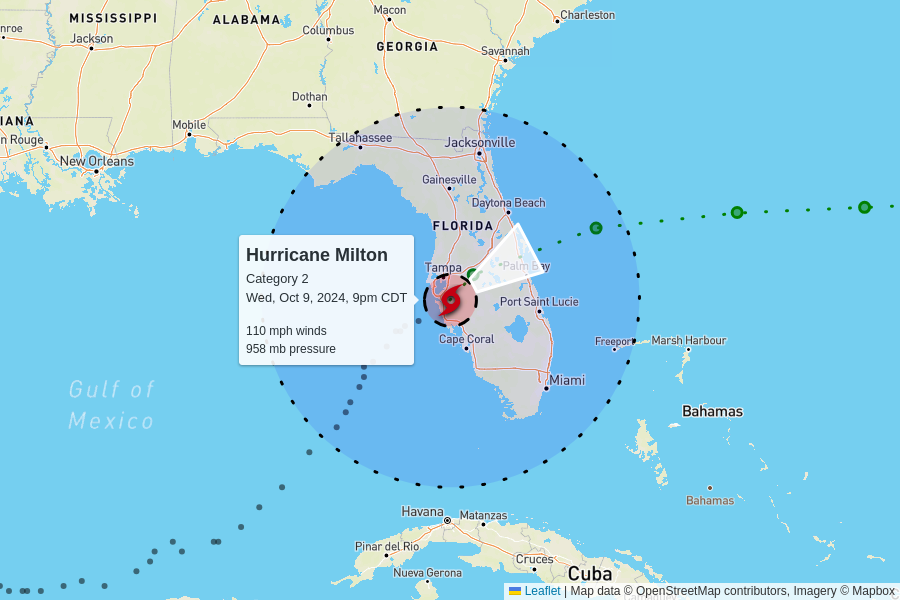 Macon
Charleston
MISSISSIPPI
ALABAMA
nroe
Jackson
Columbus
GEORGIA
Savannah
Dothan
IANA
Mobile
n Rouge
Tallahassee
Jacksonville
New Orleans
Gainesville
Daytona Beach
FLORIDA
Tampa
Palm Bay
Hurricane Milton
Category 2
Wed, Oct 9, 2024, 9pm CDT
110 mph winds
958 mb pressure
Port Saint Lucie
Cape Coral
Freeport
Marsh Harbour
Miami
Gulf of
Mexico
Bahamas
Bahamas
Havana
Matanzas
Pinar del Río
Cruces
Nueva Gerona
Cuba
Leaflet | Map data © OpenStreetMap contributors, Imagery © Mapbox